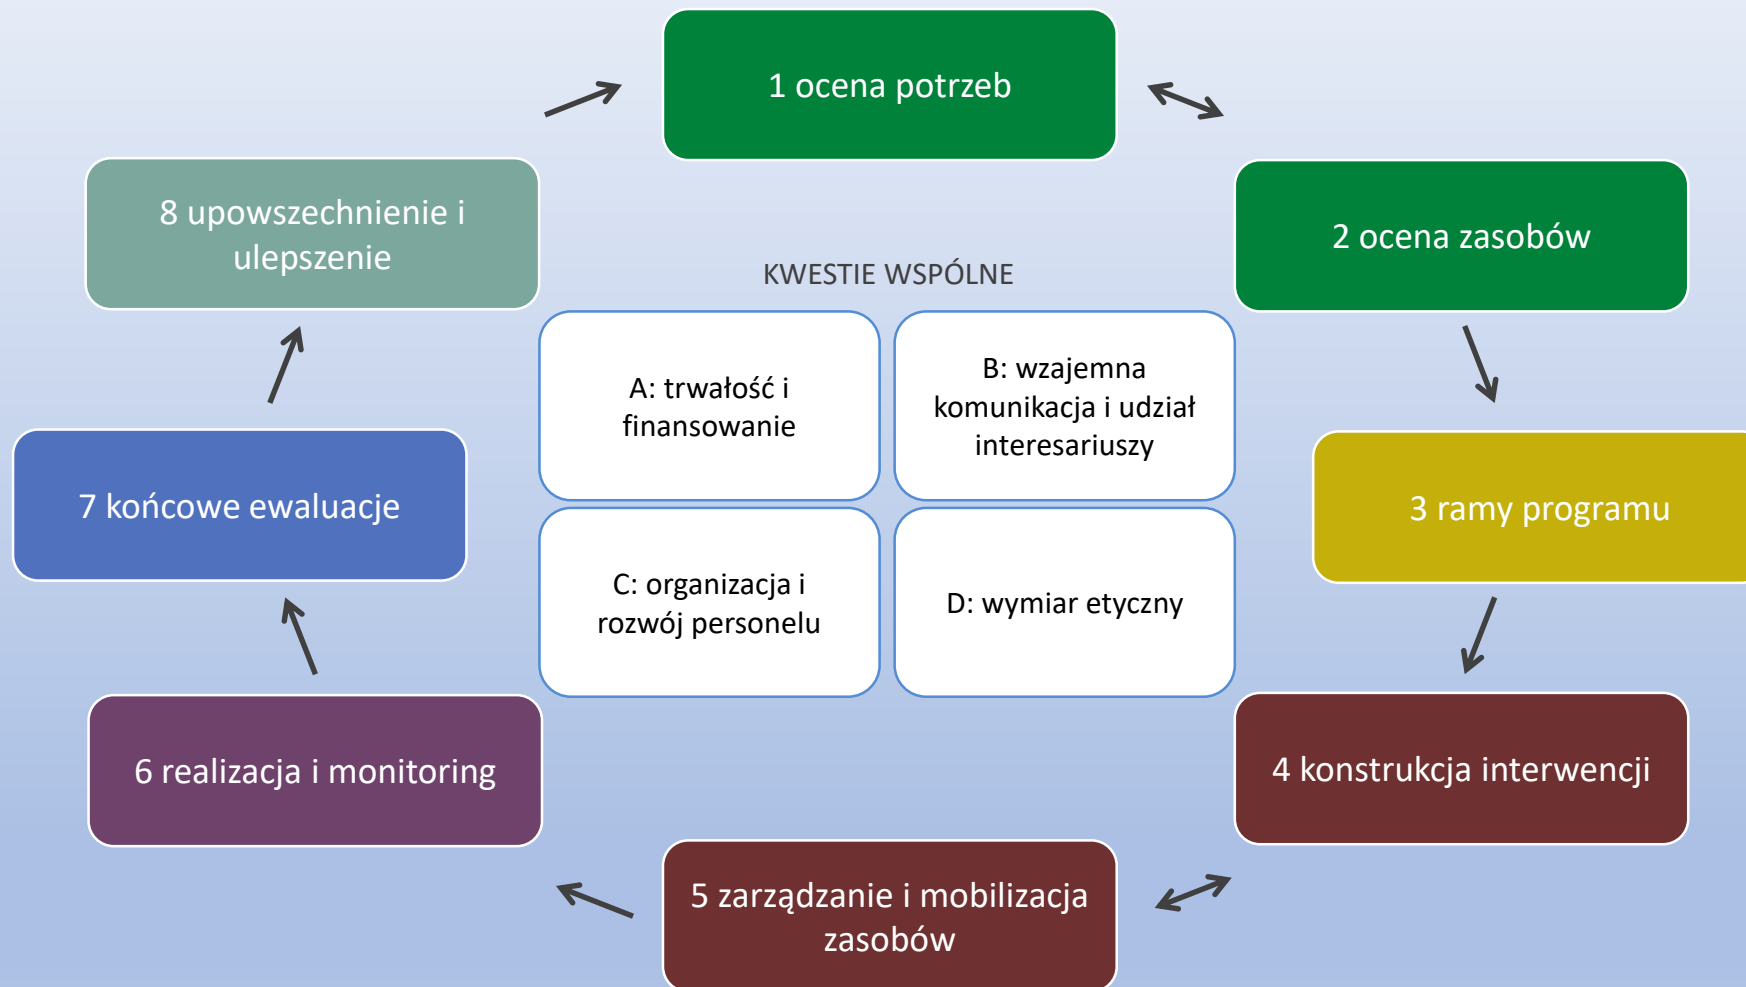 1 ocena potrzeb
2 ocena zasobów
3 ramy programu
4 konstrukcja interwencji
5 zarządzanie i mobilizacja
zasobów
6 realizacja i monitoring
7 końcowe ewaluacje
8 upowszechnienie i
ulepszenie
KWESTIE WSPÓLNE
A: trwałość i
finansowanie
B: wzajemna
komunikacja i udział
interesariuszy
C: organizacja i
rozwój personelu
D: wymiar etyczny